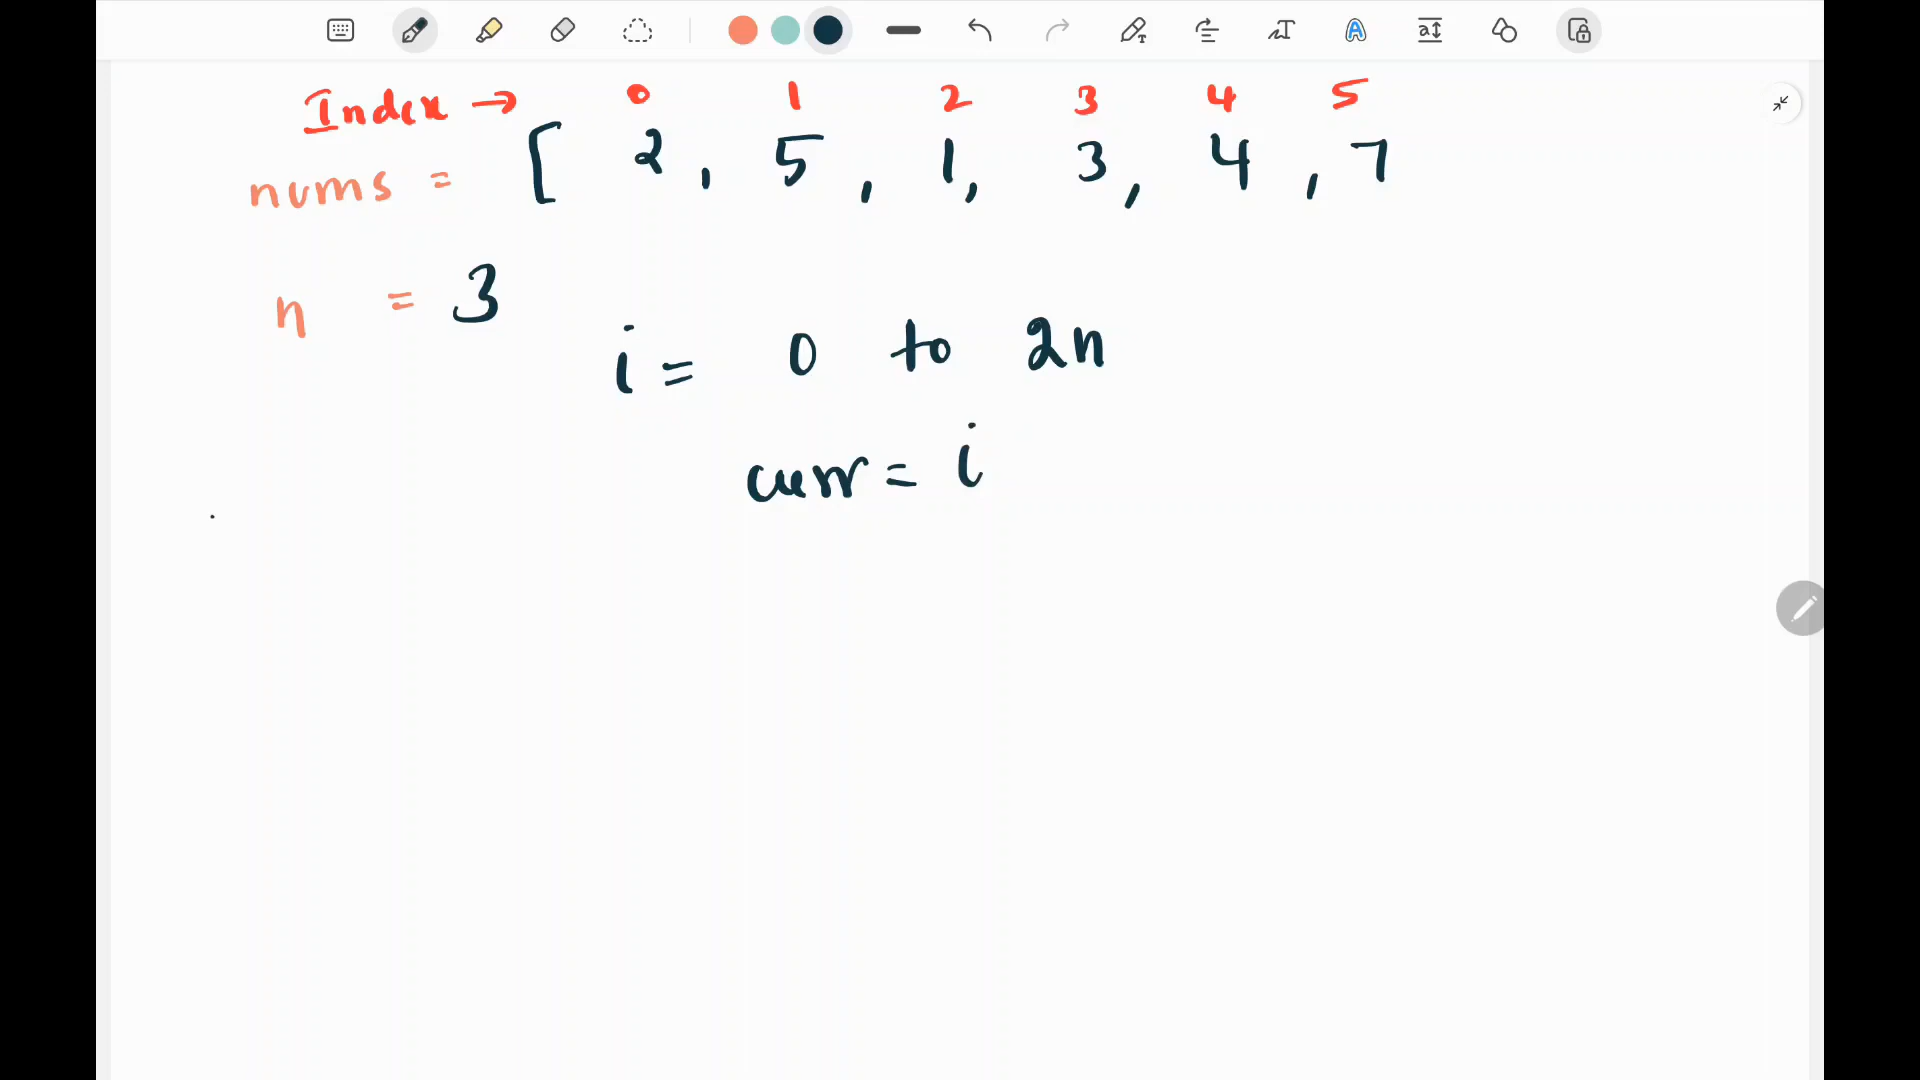 Index → 0 1 2 3 4 5
nums = [ 2 , 5 , 1 , 3 , 4 , 7
n = 3
i = 0 to 2n
curr = i